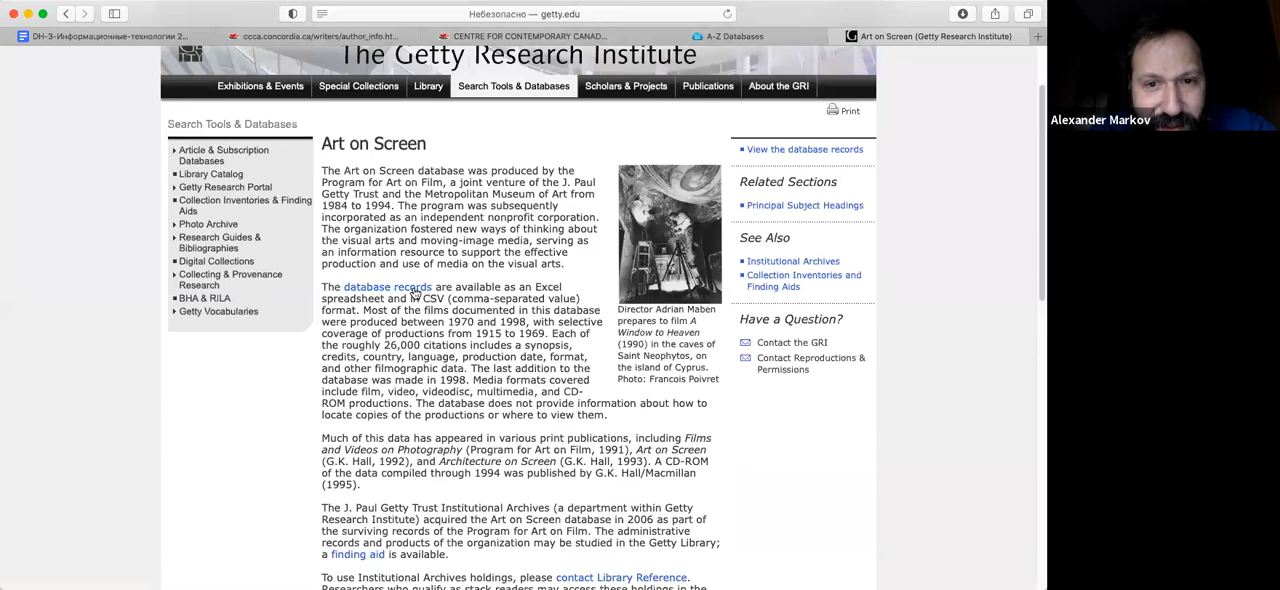 Небезопасно — getty.edu
DH-3-Информационные-технологии 2...
ccca.concordia.ca/writers/author_info.ht...
CENTRE FOR CONTEMPORARY CANAD...
A-Z Databases
Art on Screen (Getty Research Institute)
The Getty Research Institute
Exhibitions & Events
Special Collections
Library
Search Tools & Databases
Scholars & Projects
Publications
About the GRI
Print
Search Tools & Databases
Article & Subscription
Databases
Library Catalog
Getty Research Portal
Collection Inventories & Finding
Aids
Photo Archive
Research Guides &
Bibliographies
Digital Collections
Collecting & Provenance
Research
BHA & RILA
Getty Vocabularies
Art on Screen
The Art on Screen database was produced by the
Program for Art on Film, a joint venture of the J. Paul
Getty Trust and the Metropolitan Museum of Art from
1984 to 1994. The program was subsequently
incorporated as an independent nonprofit corporation.
The organization fostered new ways of thinking about
the visual arts and moving-image media, serving as
an information resource to support the effective
production and use of media on the visual arts.
The database records are available as an Excel
spreadsheet and in CSV (comma-separated value)
format. Most of the films documented in this database
were produced between 1970 and 1998, with selective
coverage of productions from 1915 to 1969. Each of
the roughly 26,000 citations includes a synopsis,
credits, country, language, production date, format,
and other filmographic data. The last addition to the
database was made in 1998. Media formats covered
include film, video, videodisc, multimedia, and CD-
ROM productions. The database does not provide information about how to
locate copies of the productions or where to view them.
Much of this data has appeared in various print publications, including Films
and Videos on Photography (Program for Art on Film, 1991), Art on Screen
(G.K. Hall, 1992), and Architecture on Screen (G.K. Hall, 1993). A CD-ROM
of the data compiled through 1994 was published by G.K. Hall/Macmillan
(1995).
The J. Paul Getty Trust Institutional Archives (a department within Getty
Research Institute) acquired the Art on Screen database in 2006 as part of
the surviving records of the Program for Art on Film. The administrative
records and products of the organization may be studied in the Getty Library;
a finding aid is available.
To use Institutional Archives holdings, please contact Library Reference.
Researchers who qualify as stack readers may access these holdings in the
Director Adrian Maben
prepares to film A
Window to Heaven
(1990) in the caves of
Saint Neophytos, on
the island of Cyprus.
Photo: Francois Poivret
View the database records
Related Sections
Principal Subject Headings
See Also
Institutional Archives
Collection Inventories and
Finding Aids
Have a Question?
Contact the GRI
Contact Reproductions &
Permissions
Alexander Markov